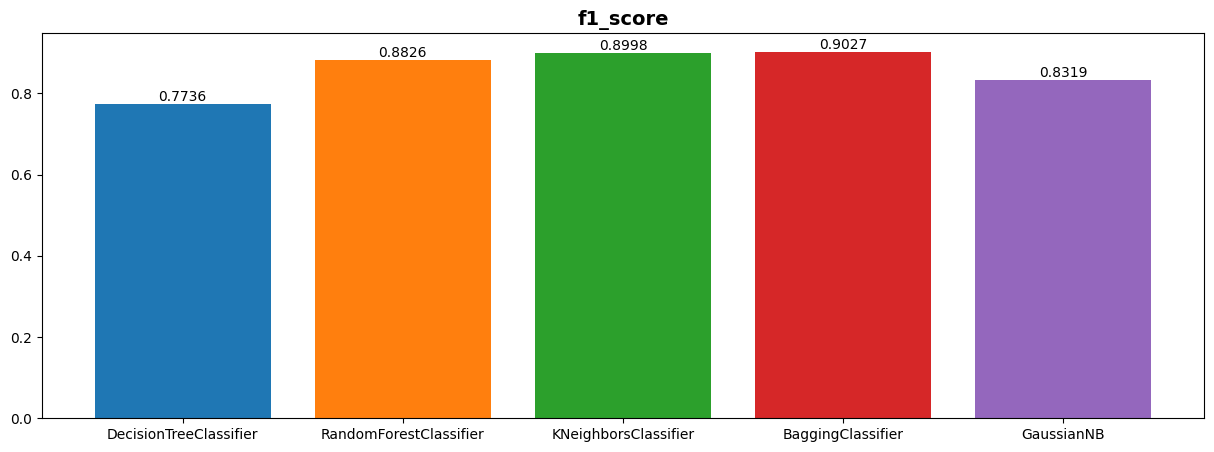 f1_score
0.7736
0.8826
0.8998
0.9027
0.8319
0.8
0.6
0.4
0.2
0.0
DecisionTreeClassifier
RandomForestClassifier
KNeighborsClassifier
BaggingClassifier
GaussianNB